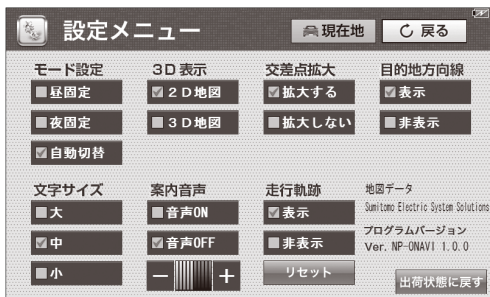 設定メニュー
現在地
戻る
モード設定
昼固定
夜固定
自動切替
3D表示
2D地図
3D地図
交差点拡大
拡大する
拡大しない
目的地方向線
表示
非表示
文字サイズ
大
中
小
案内音声
音声ON
音声OFF
− +
走行軌跡
表示
非表示
リセット
地図データ
Sumitomo Electric System Solutions
プログラムバージョン
Ver. NP-ONAVI 1.0.0
出荷状態に戻す